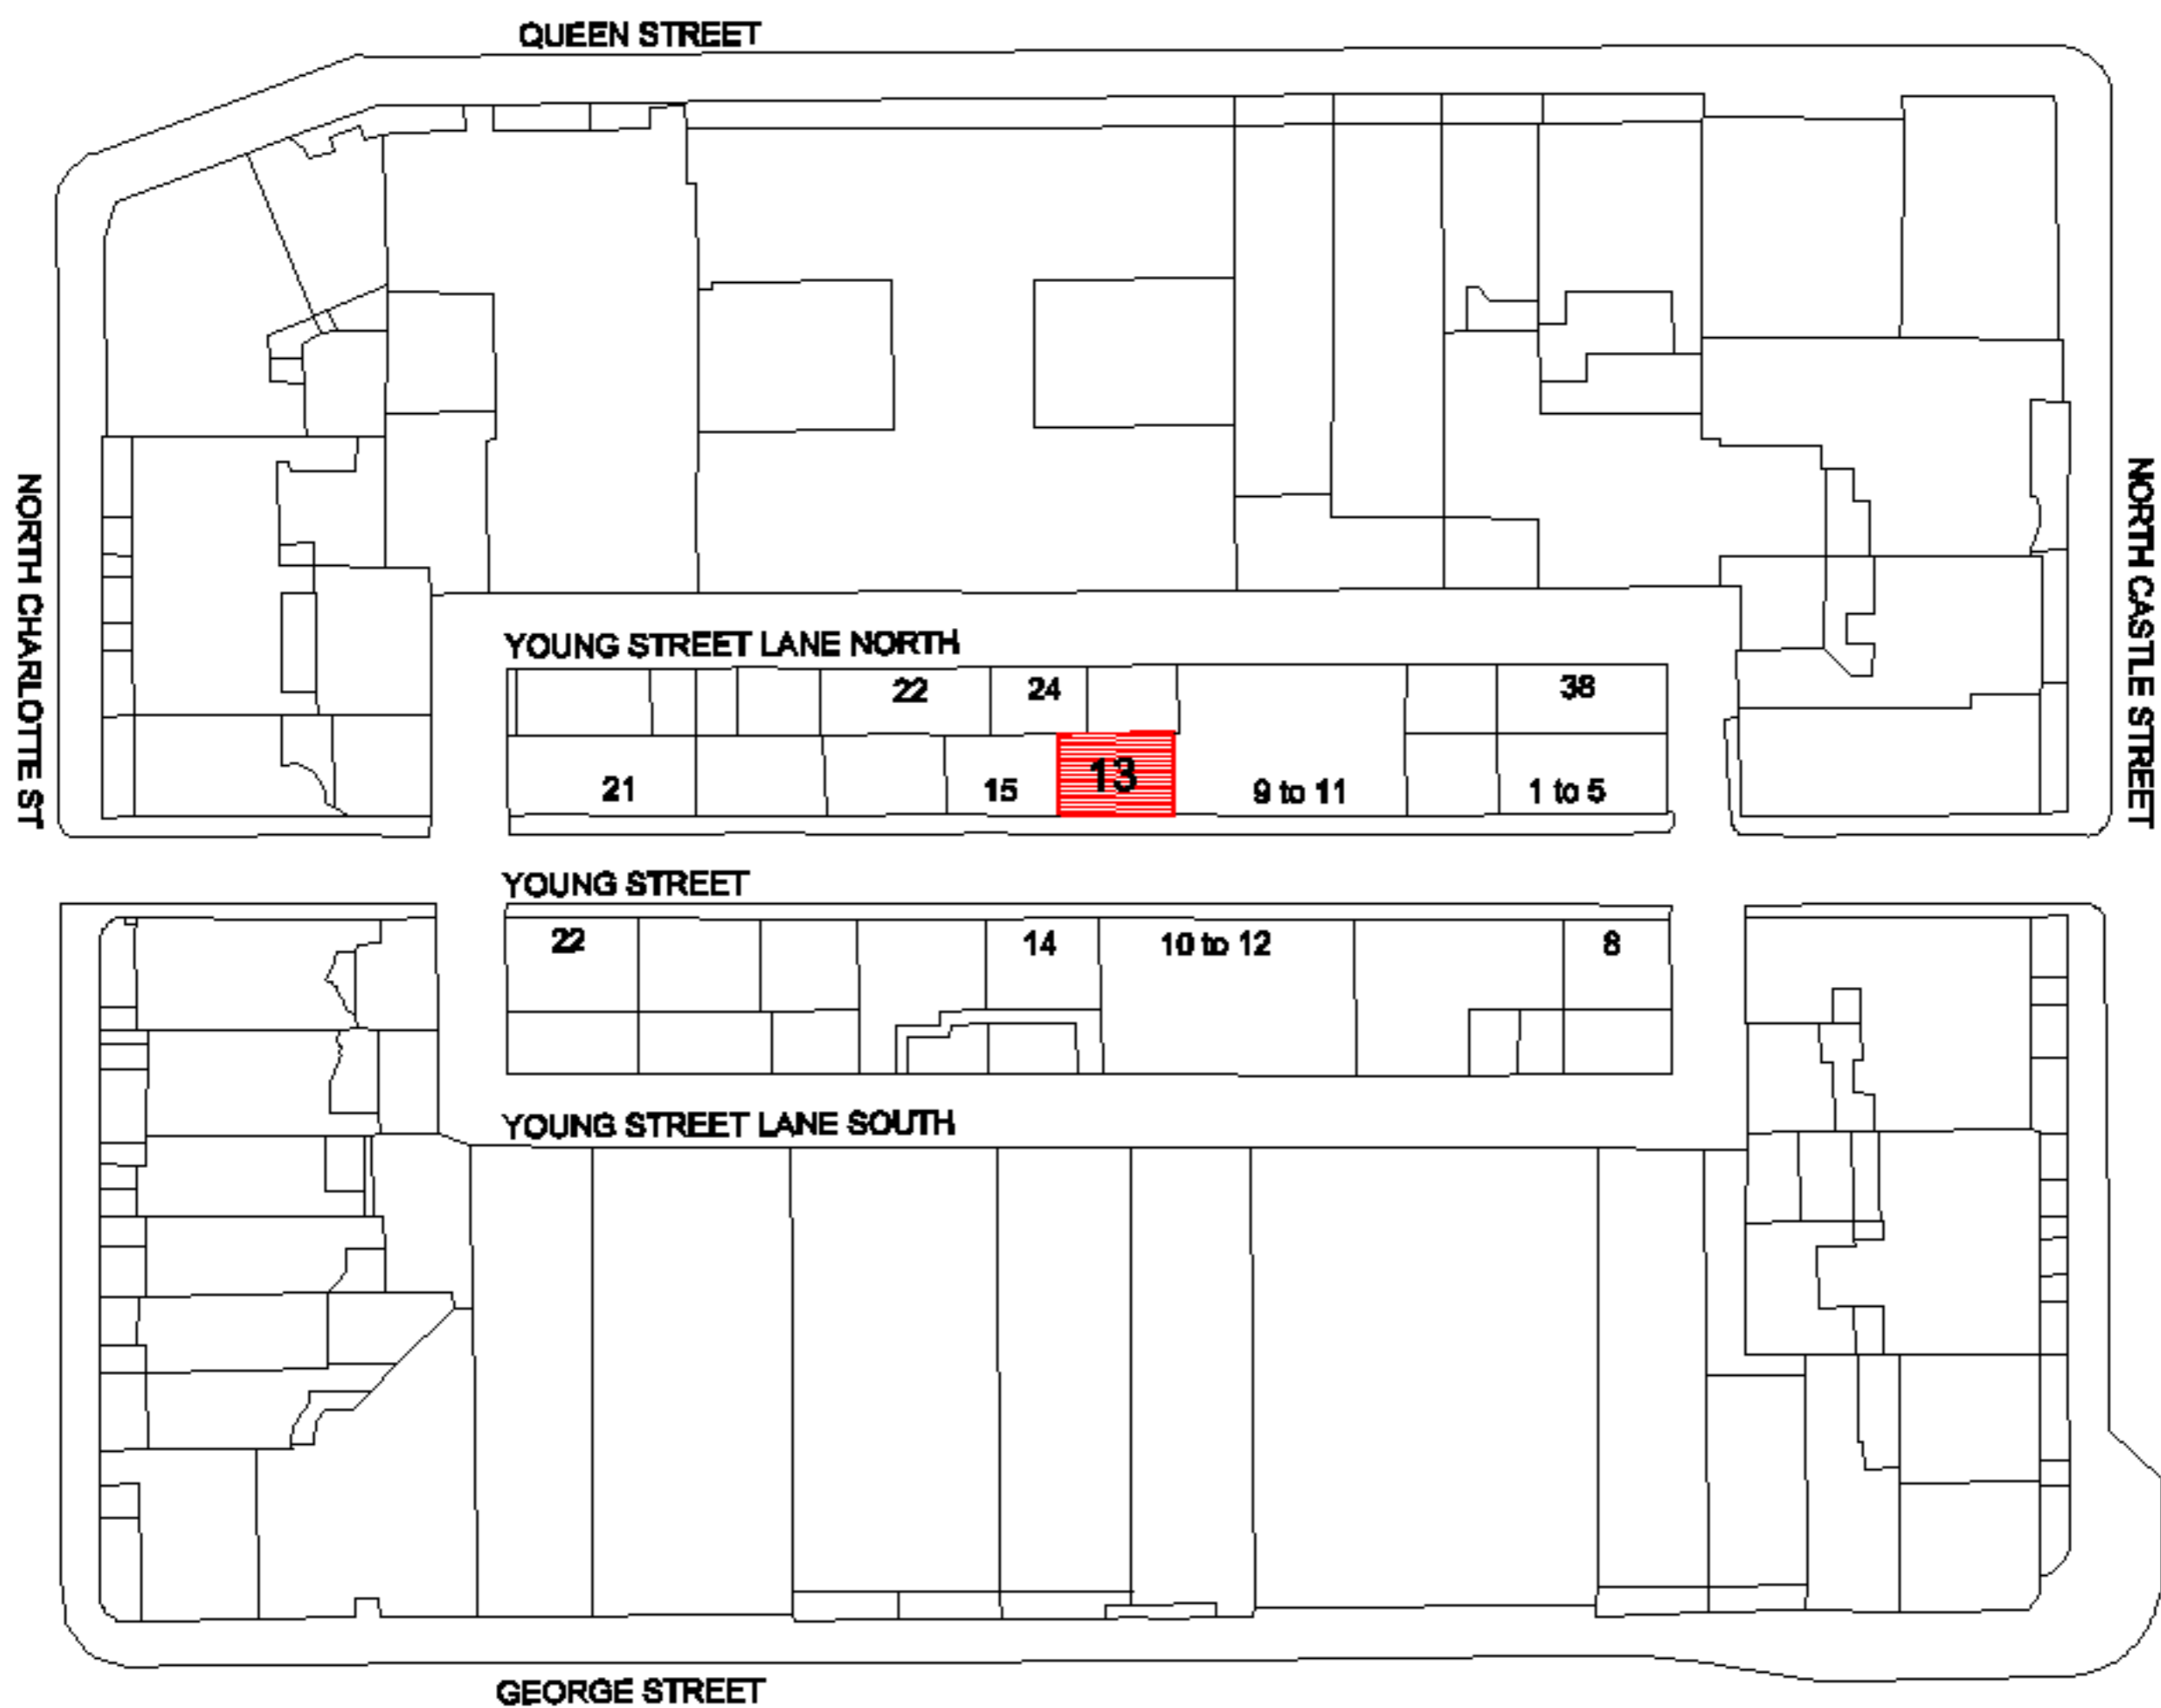 QUEEN STREET
NORTH CHARLOTTE ST
NORTH CASTLE STREET
YOUNG STREET LANE NORTH
22 24 38
21 15 13 9 to 11 1 to 5
YOUNG STREET
22 14 10 to 12 8
YOUNG STREET LANE SOUTH
GEORGE STREET